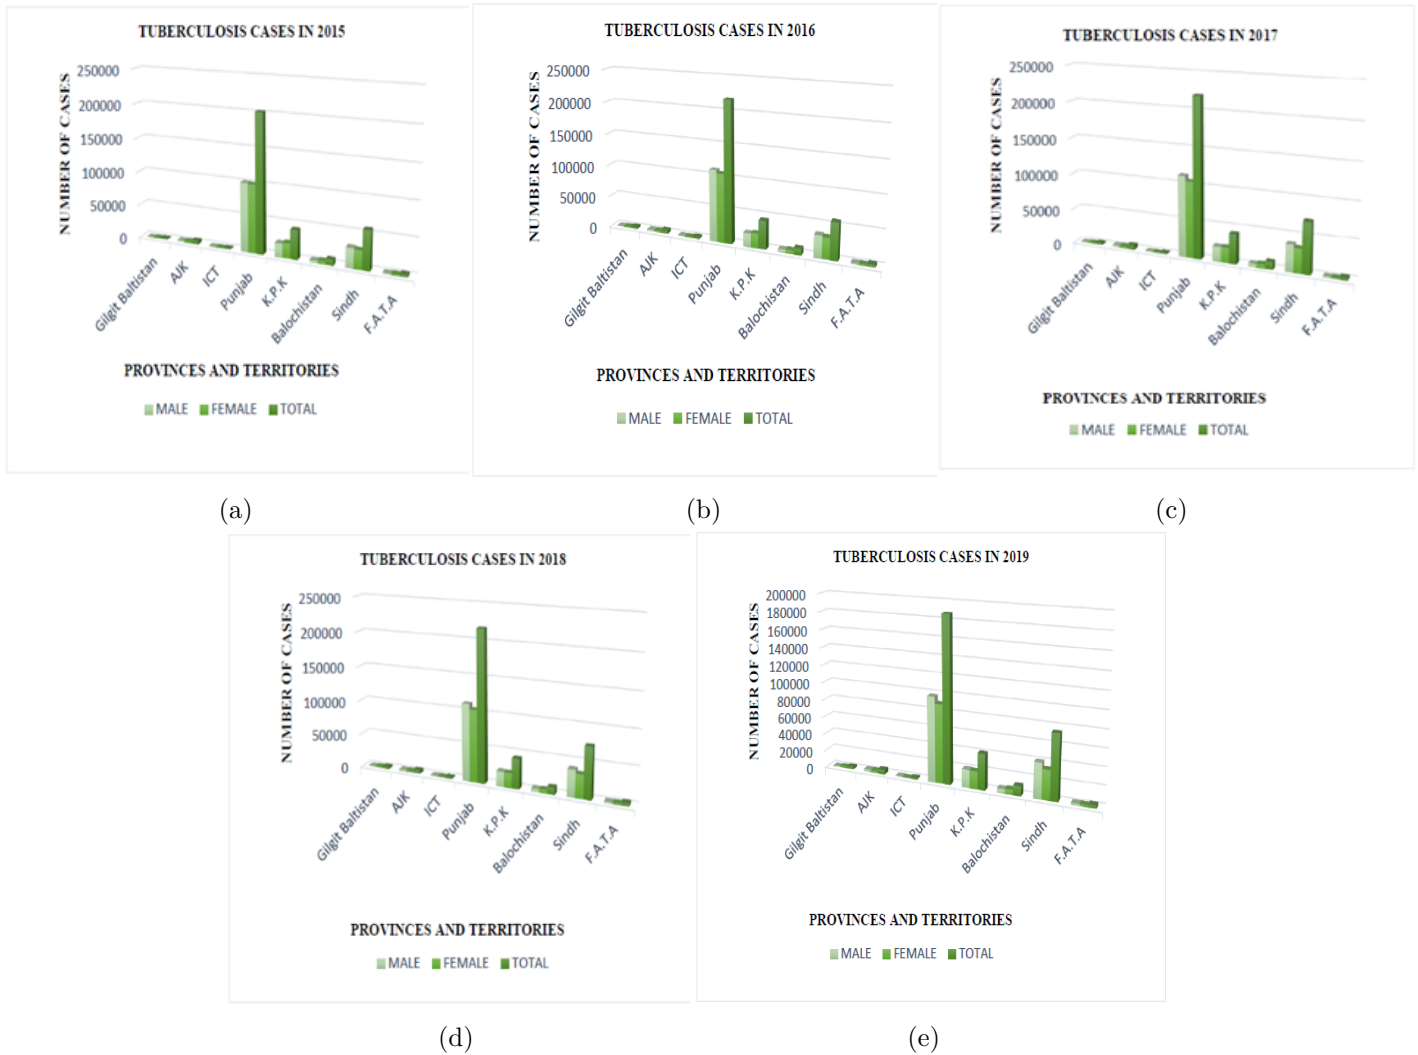 TUBERCULOSIS CASES IN 2015
NUMBER OF CASES
250000
200000
150000
100000
50000
0
Gilgit Baltistan
AJK
ICT
Punjab
K.P.K
Balochistan
Sindh
F.A.T.A
PROVINCES AND TERRITORIES
MALE FEMALE TOTAL
(a)
TUBERCULOSIS CASES IN 2016
NUMBER OF CASES
250000
200000
150000
100000
50000
0
Gilgit Baltistan
AJK
ICT
Punjab
K.P.K
Balochistan
Sindh
F.A.T.A
PROVINCES AND TERRITORIES
MALE FEMALE TOTAL
(b)
TUBERCULOSIS CASES IN 2017
NUMBER OF CASES
250000
200000
150000
100000
50000
0
Gilgit Baltistan
AJK
ICT
Punjab
K.P.K
Balochistan
Sindh
F.A.T.A
PROVINCES AND TERRITORIES
MALE FEMALE TOTAL
(c)
TUBERCULOSIS CASES IN 2018
NUMBER OF CASES
250000
200000
150000
100000
50000
0
Gilgit Baltistan
AJK
ICT
Punjab
K.P.K
Balochistan
Sindh
F.A.T.A
PROVINCES AND TERRITORIES
MALE FEMALE TOTAL
(d)
TUBERCULOSIS CASES IN 2019
NUMBER OF CASES
200000
180000
160000
140000
120000
100000
80000
60000
40000
20000
0
Gilgit Baltistan
AJK
ICT
Punjab
K.P.K
Balochistan
Sindh
F.A.T.A
PROVINCES AND TERRITORIES
MALE FEMALE TOTAL
(e)